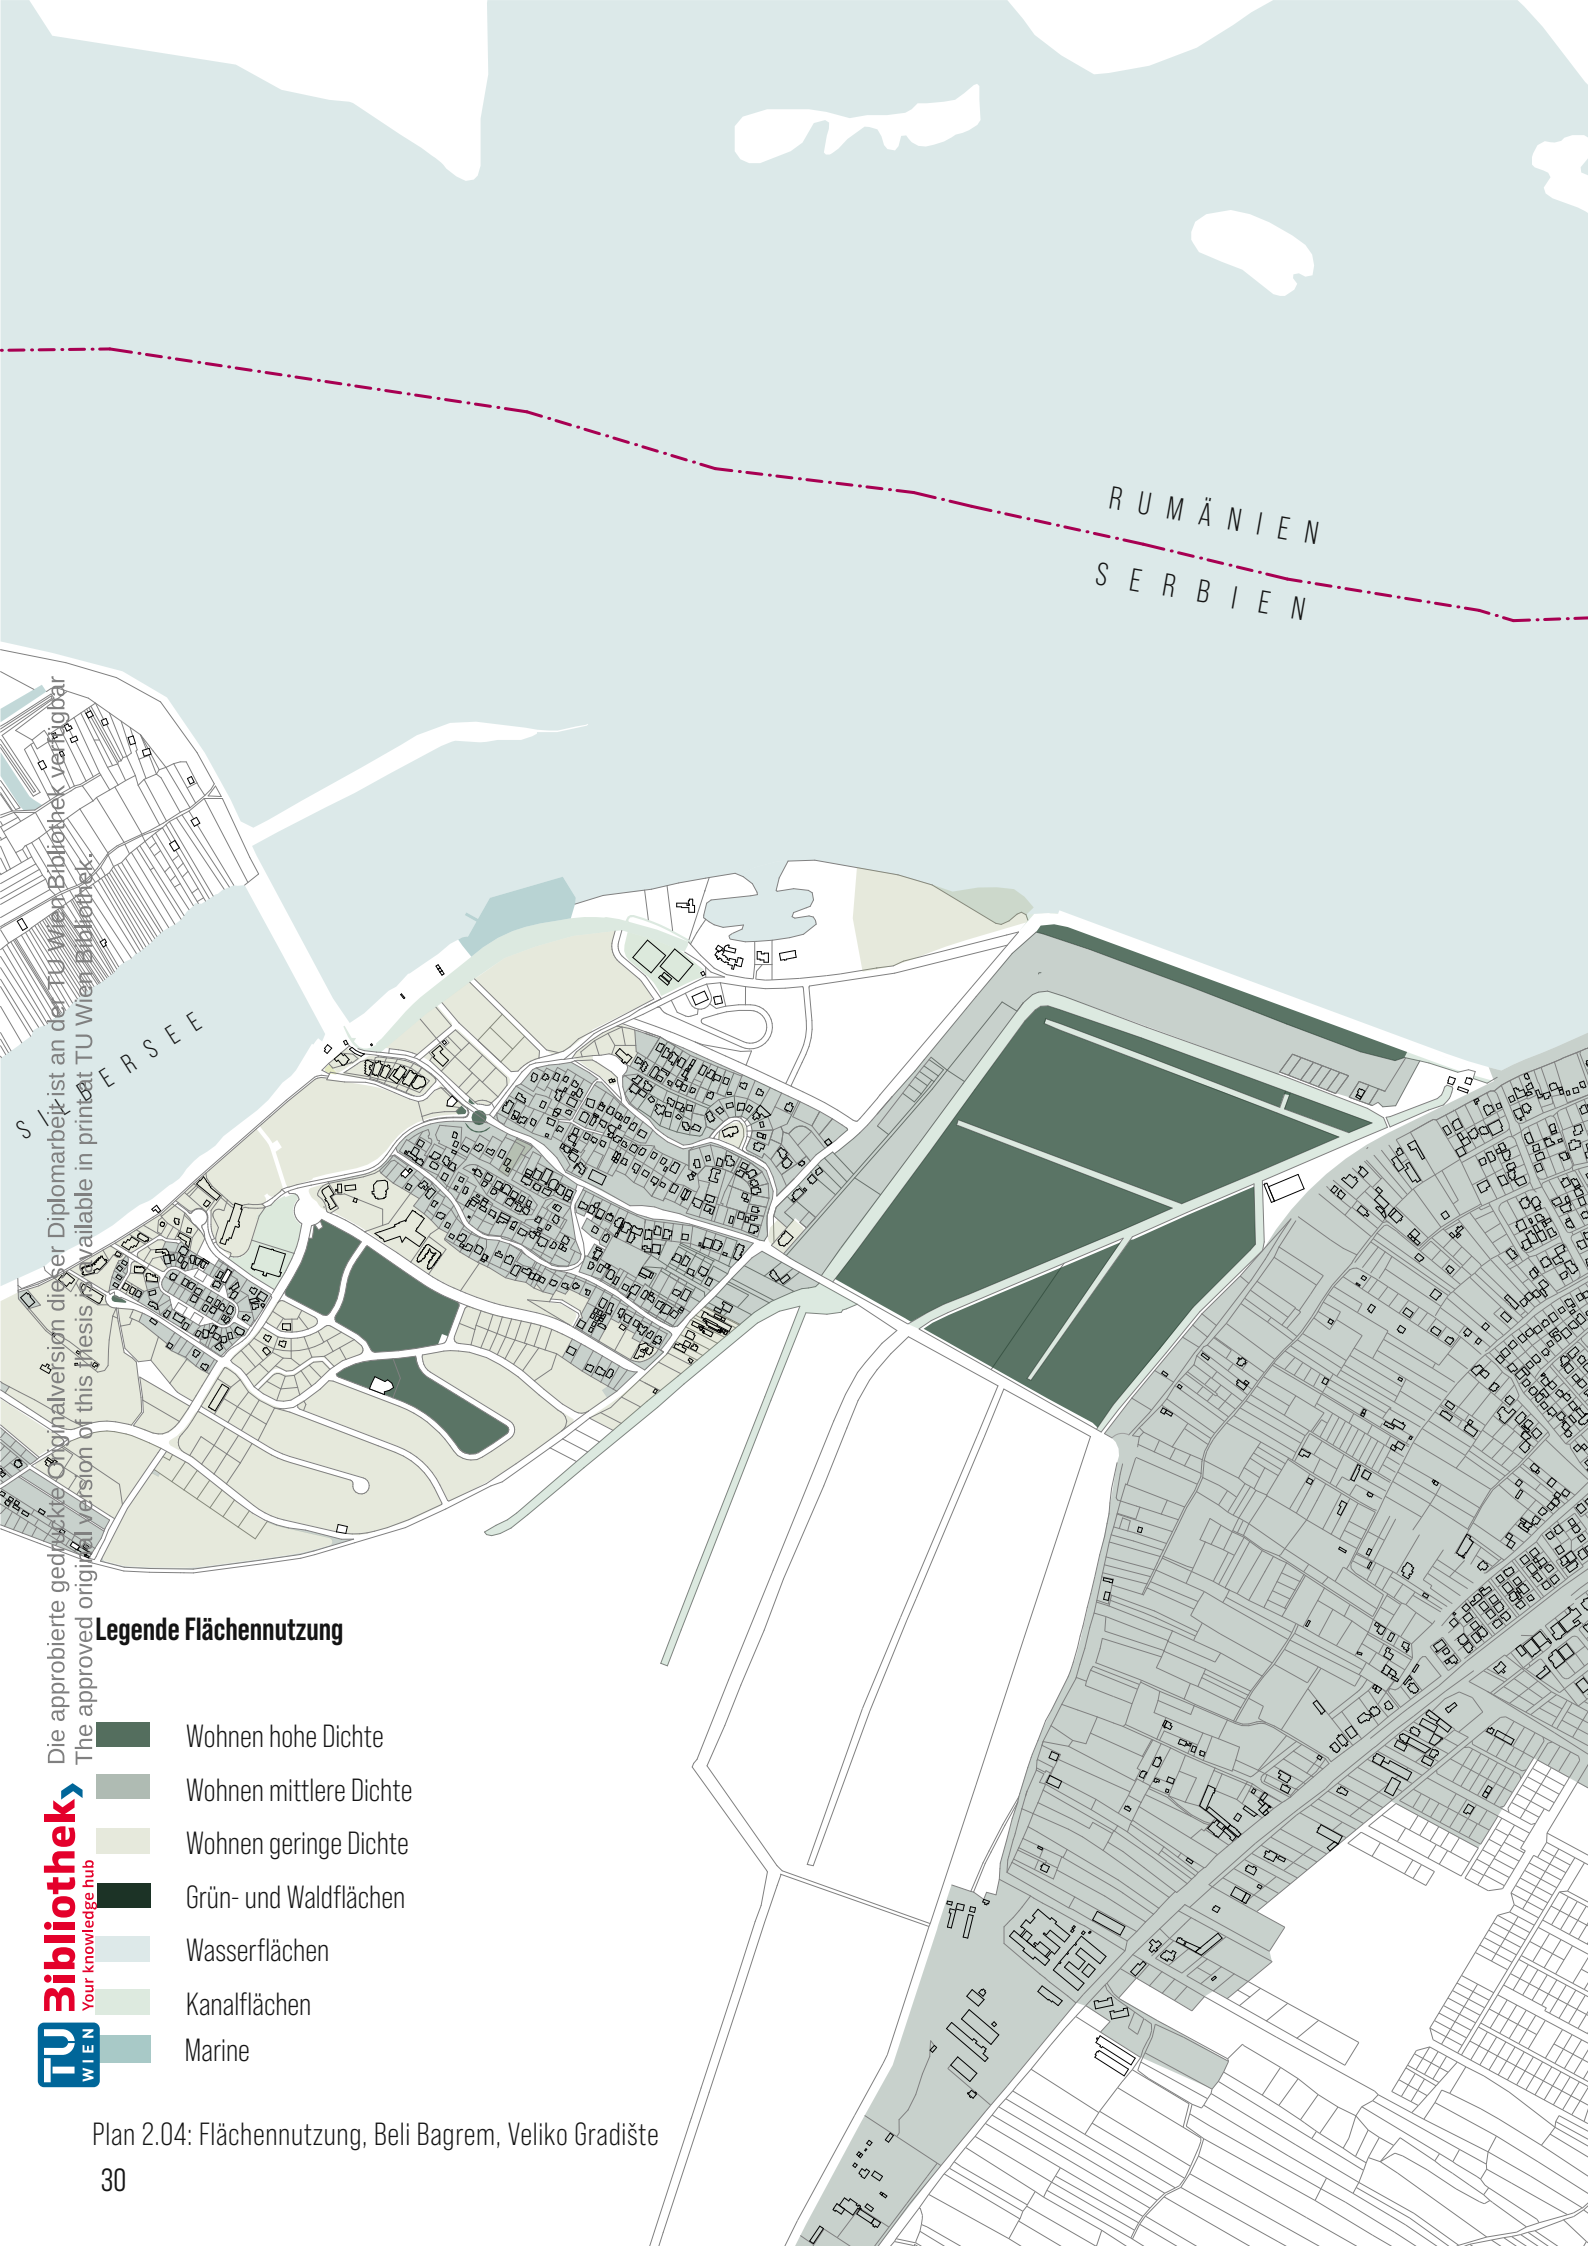 RUMÄNIEN
SERBIEN
SILBERSEE
Legende Flächennutzung
Wohnen hohe Dichte
Wohnen mittlere Dichte
Wohnen geringe Dichte
Grün- und Waldflächen
Wasserflächen
Kanalflächen
Marine
Plan 2.04: Flächennutzung, Beli Bagrem, Veliko Gradište
30
Die approbierte gedruckte Originalversion dieser Diplomarbeit ist an der TU Wien Bibliothek verfügbar
The approved original version of this thesis is available in print at TU Wien Bibliothek.
TU WIEN
Bibliothek
Your knowledge hub